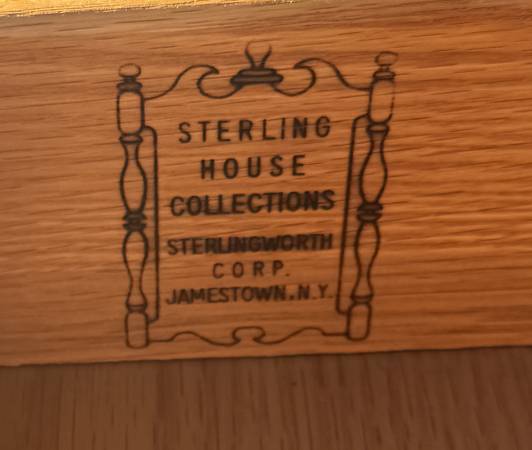 STERLING
HOUSE
COLLECTIONS
STERLINGWORTH
CORP.
JAMESTOWN, N.Y.